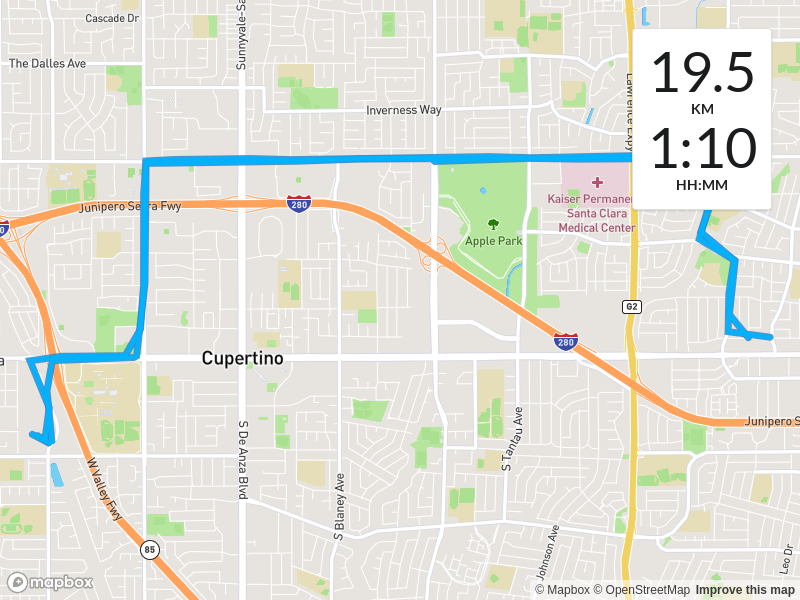 Cascade Dr
Sunnyvale-Sa
The Dalles Ave
19.5
KM
1:10
HH:MM
Lawrence Expy
Inverness Way
Junipero Serra Fwy
280
0
Kaiser Permanen
Santa Clara
Medical Center
Apple Park
G2
280
a
Cupertino
Junipero S
S De Anza Blvd
S Tantau Ave
W Valley Fwy
S Blaney Ave
Johnson Ave
Leo Dr
85
mapbox
© Mapbox © OpenStreetMap Improve this map